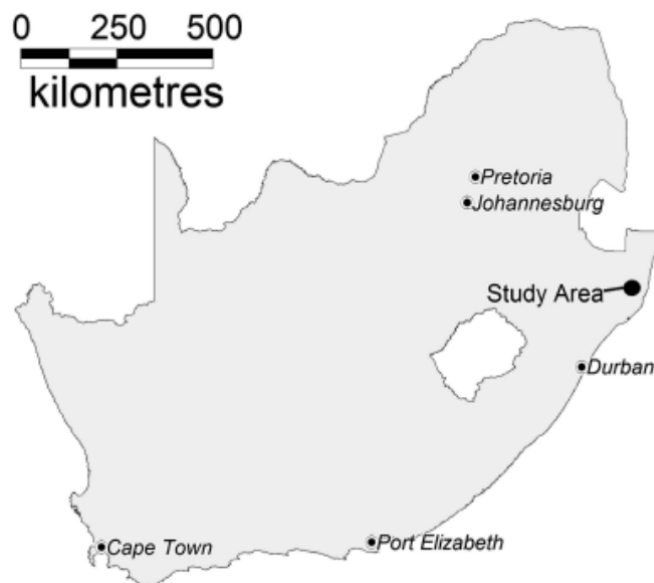 0 250 500
kilometres
Pretoria
Johannesburg
Study Area
Durban
Cape Town
Port Elizabeth